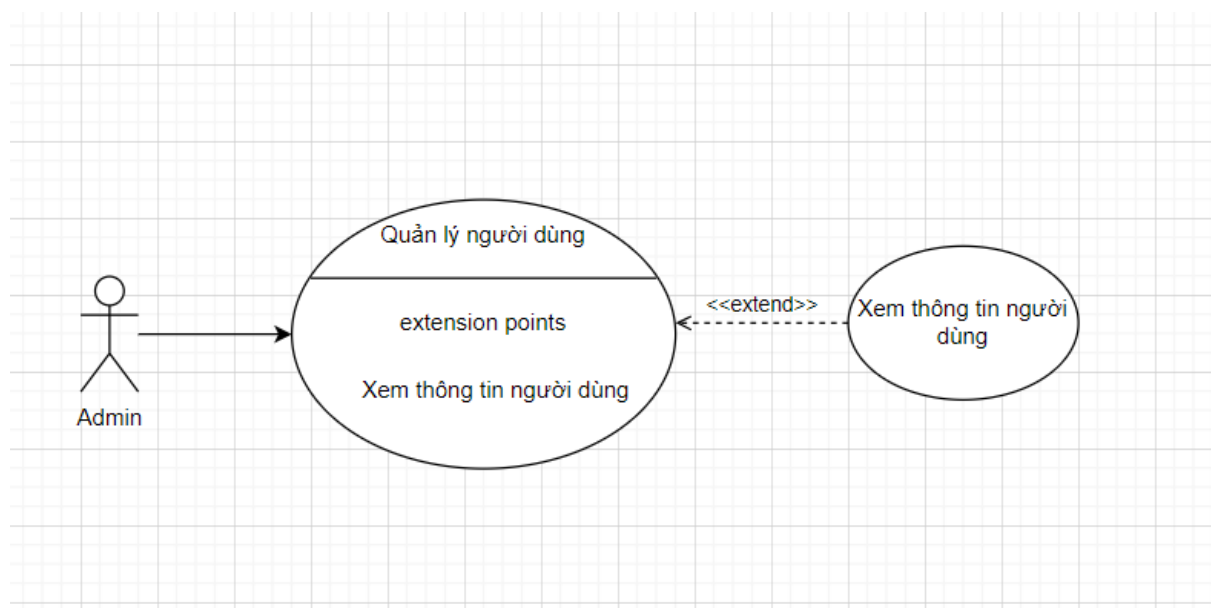 Quản lý người dùng
extension points
Xem thông tin người dùng
<<extend>>
Xem thông tin người
dùng
Admin